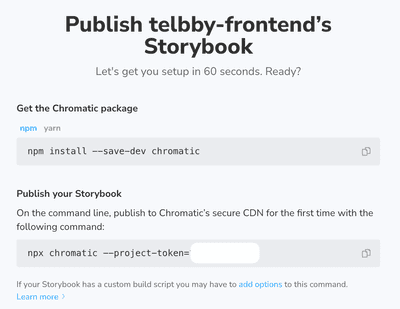 Publish telbby-frontend’s
Storybook
Let's get you setup in 60 seconds. Ready?
Get the Chromatic package
npm yarn
npm install --save-dev chromatic
Publish your Storybook
On the command line, publish to Chromatic’s secure CDN for the first time with the
following command:
npx chromatic --project-token=
If your Storybook has a custom build script you may have to add options to this command.
Learn more